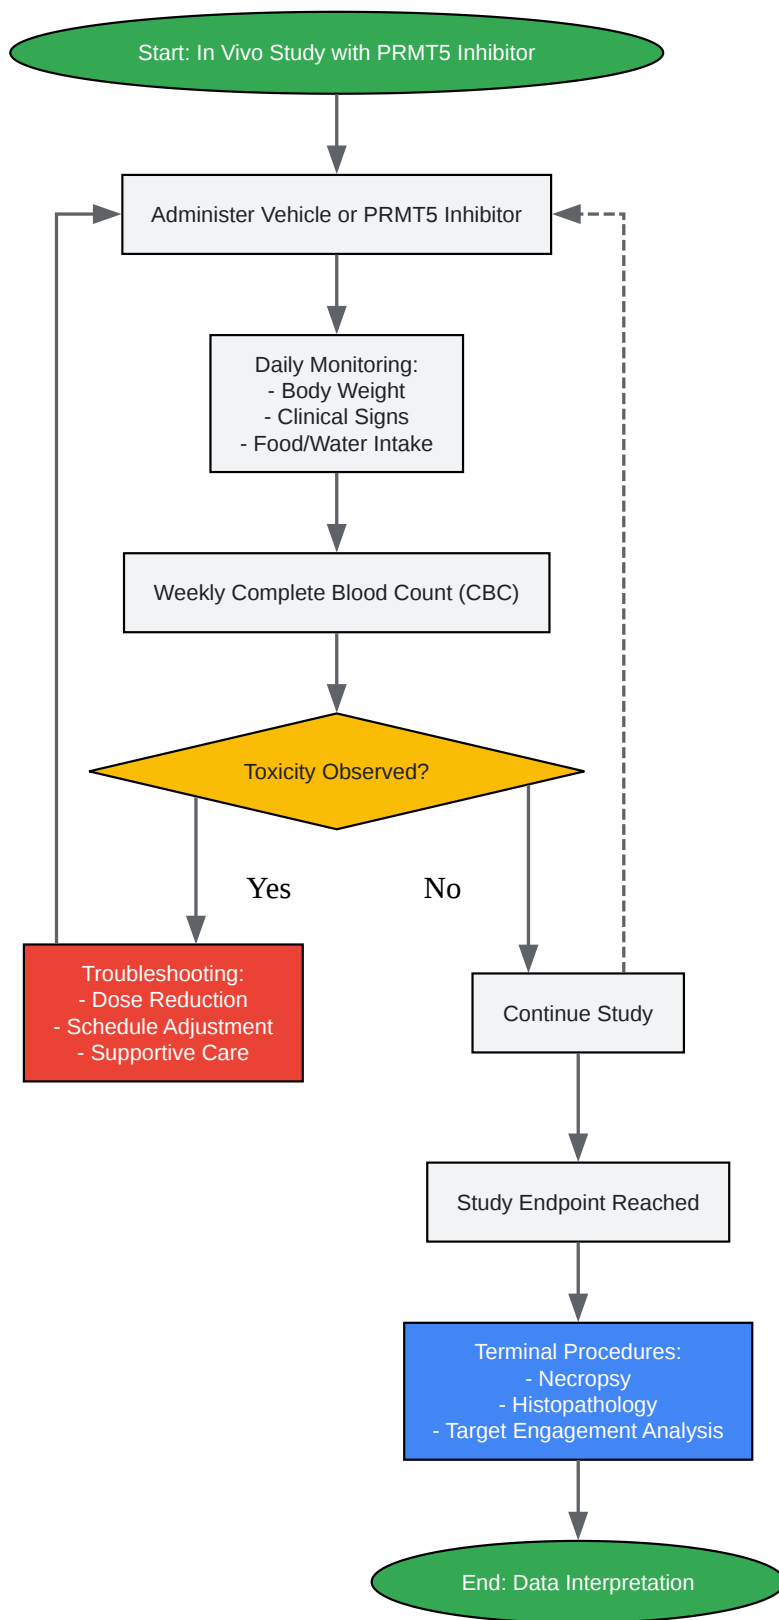 Start: In Vivo Study with PRMT5 Inhibitor
Administer Vehicle or PRMT5 Inhibitor
Daily Monitoring:
- Body Weight
- Clinical Signs
- Food/Water Intake
Weekly Complete Blood Count (CBC)
Toxicity Observed?
Yes
No
Troubleshooting:
- Dose Reduction
- Schedule Adjustment
- Supportive Care
Continue Study
Study Endpoint Reached
Terminal Procedures:
- Necropsy
- Histopathology
- Target Engagement Analysis
End: Data Interpretation